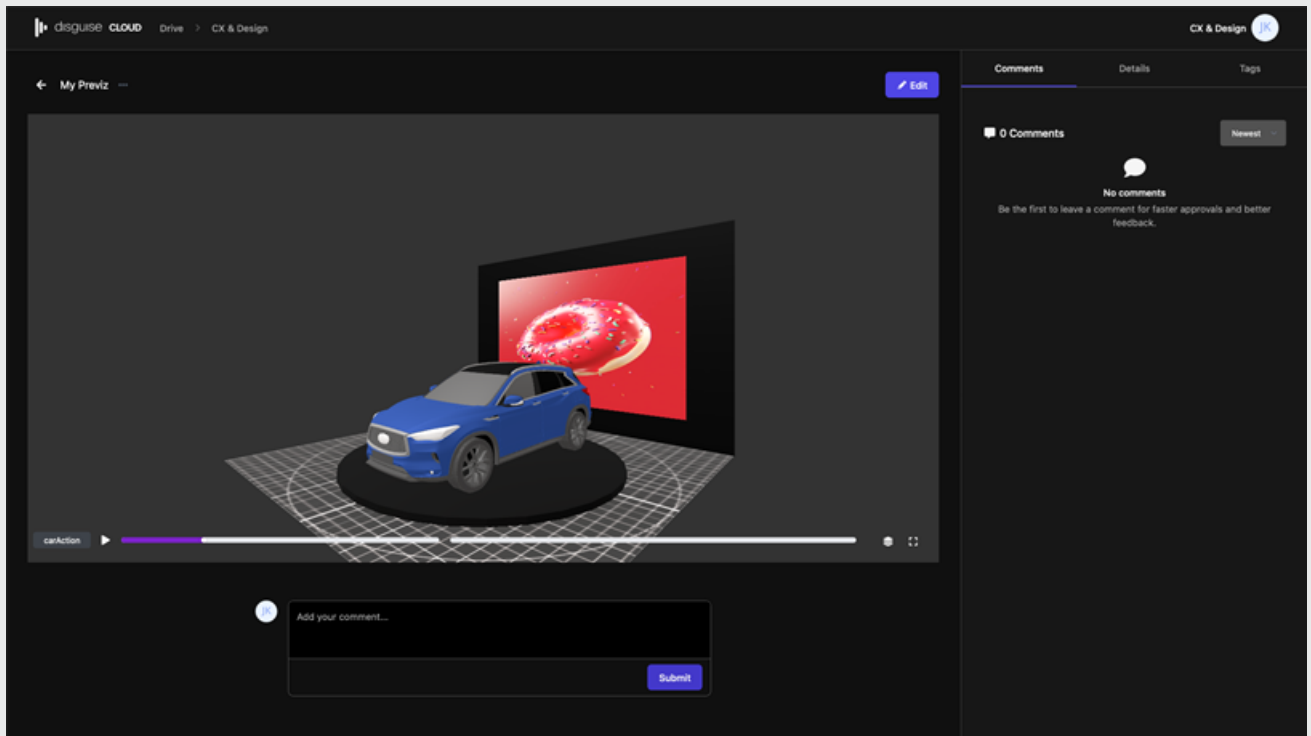 disguise CLOUD Drive > CX & Design
CX & Design JK
My Previz ...
Edit
Comments Details Tags
0 Comments
Newest
No comments
Be the first to leave a comment for faster approvals and better
feedback.
carAction
JK
Add your comment...
Submit